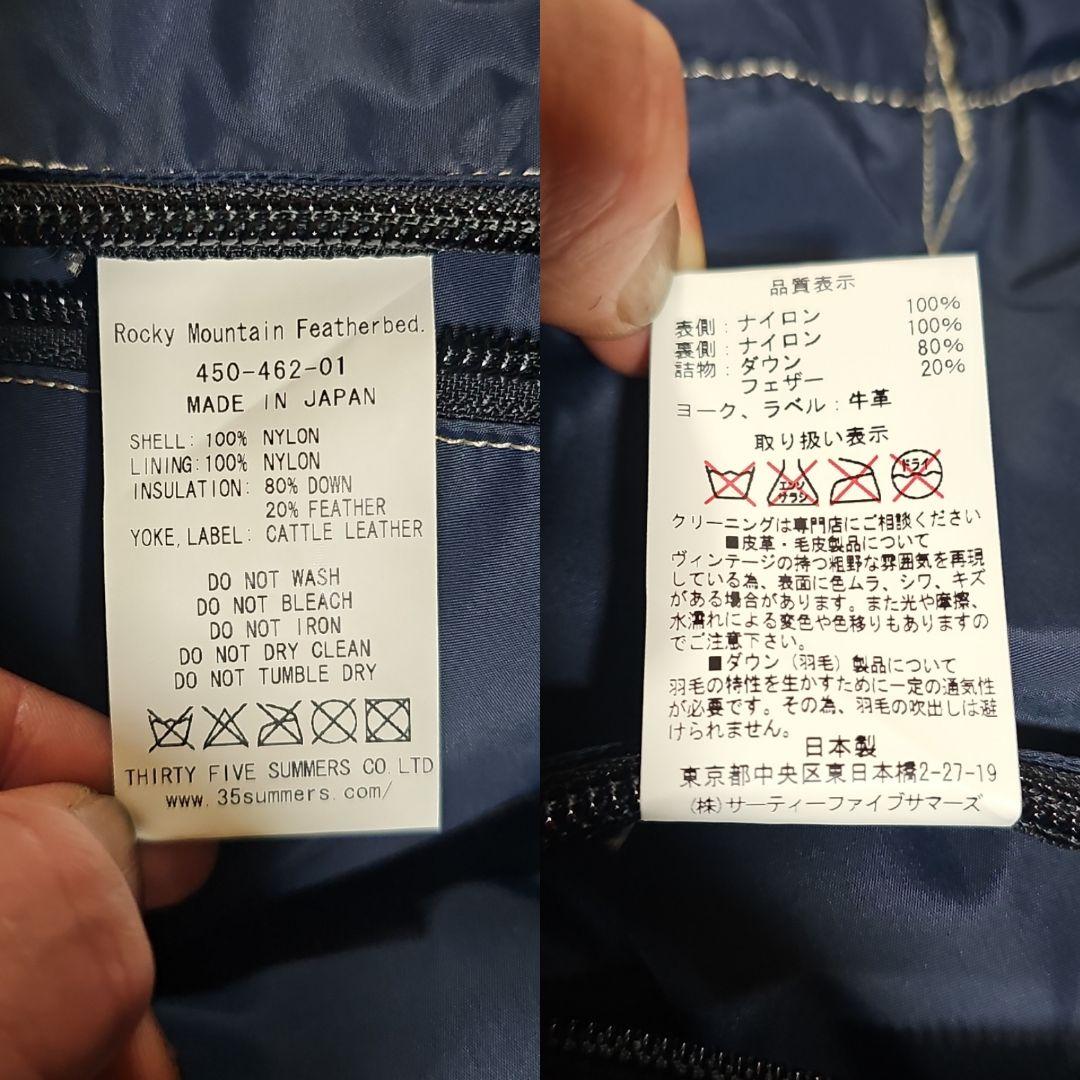 Rocky Mountain Featherbed.
450-462-01
MADE IN JAPAN
SHELL: 100% NYLON
LINING: 100% NYLON
INSULATION: 80% DOWN
20% FEATHER
YOKE, LABEL: CATTLE LEATHER
DO NOT WASH
DO NOT BLEACH
DO NOT IRON
DO NOT DRY CLEAN
DO NOT TUMBLE DRY
THIRTY FIVE SUMMERS CO. LTD
www.35summers.com/
品質表示
表側:ナイロン 100%
裏側:ナイロン 100%
詰物:ダウン 80%
フェザー 20%
ヨーク、ラベル:牛革
取り扱い表示
エンソ
サラシ
ドライ
クリーニングは専門店にご相談ください
■皮革・毛皮製品について
ヴィンテージの持つ粗野な雰囲気を再現
している為、表面に色ムラ、シワ、キズ
がある場合があります。また光や摩擦、
水濡れによる変色や色移りもありますの
でご注意下さい。
■ダウン(羽毛)製品について
羽毛の特性を生かすために一定の通気性
が必要です。その為、羽毛の吹出しは避
けられません。
日本製
東京都中央区東日本橋2-27-19
(株)サーティーファイブサマーズ